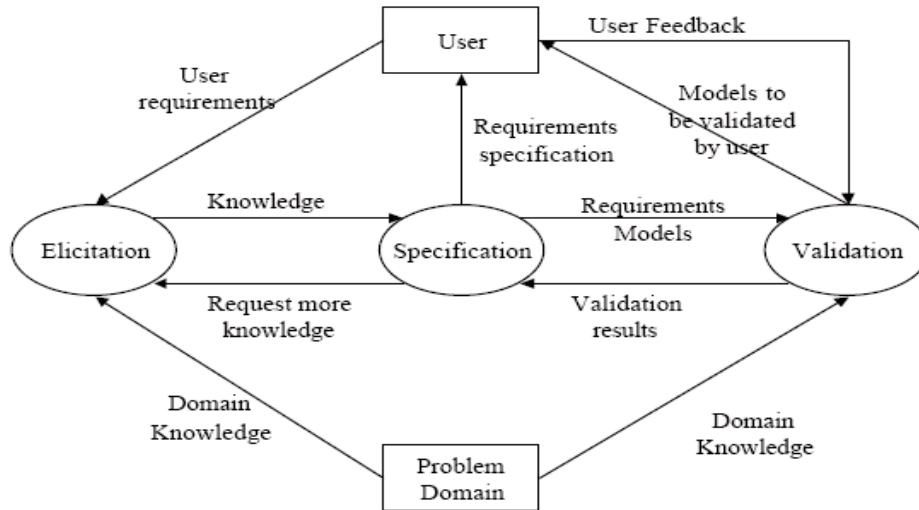 User
User Feedback
User
requirements
Models to
be validated
by user
Requirements
specification
Knowledge
Requirements
Models
Elicitation
Specification
Validation
Request more
knowledge
Validation
results
Domain
Knowledge
Domain
Knowledge
Problem
Domain